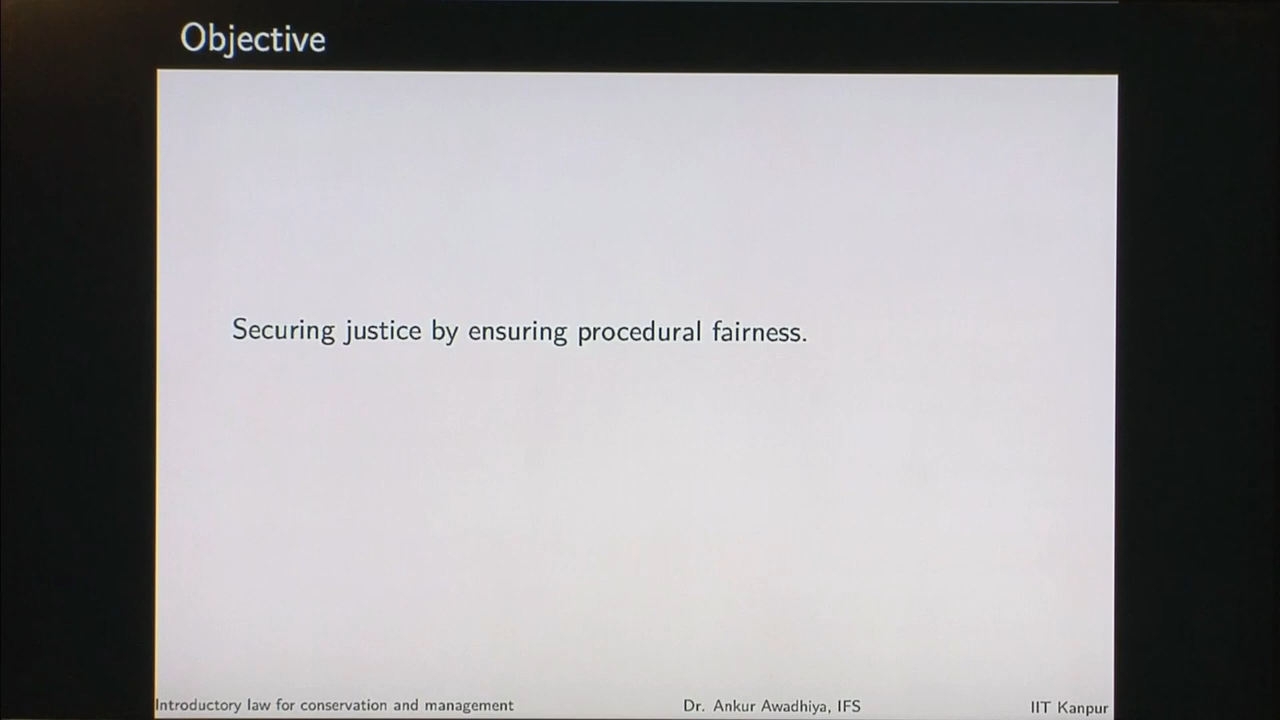 Objective
Securing justice by ensuring procedural fairness.
Introductory law for conservation and management
Dr. Ankur Awadhiya, IFS
IIT Kanpur